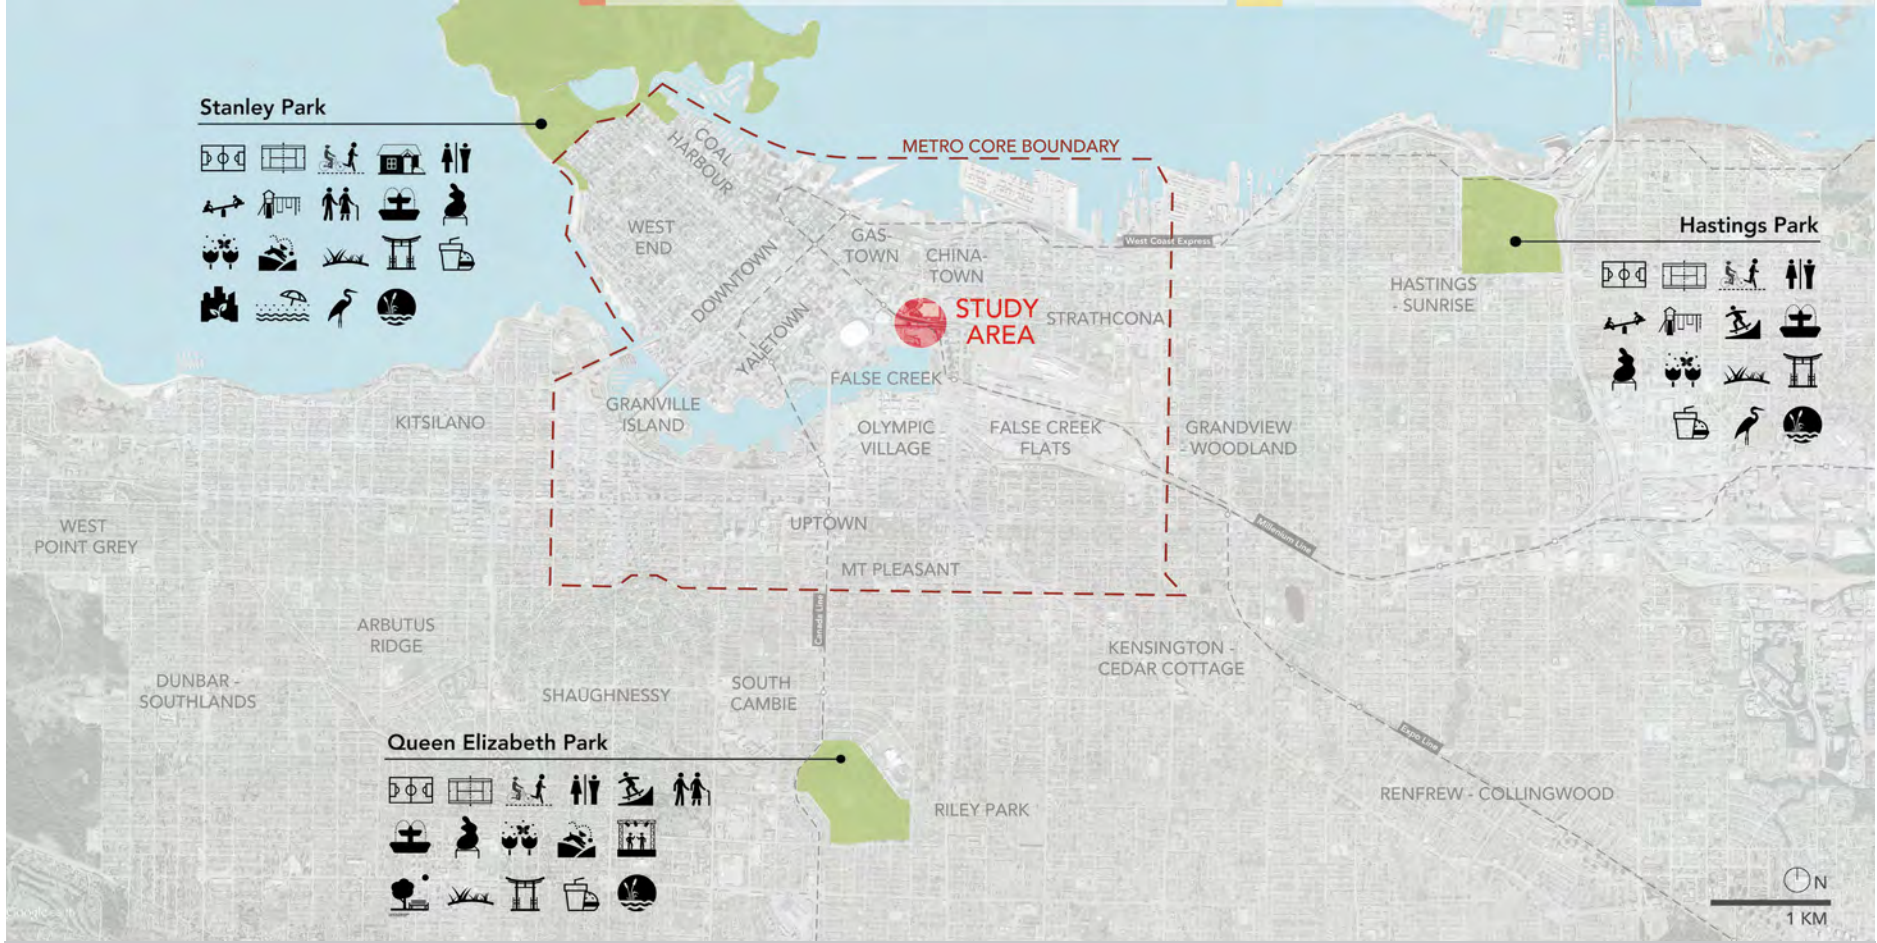 Stanley Park
METRO CORE BOUNDARY
COAL
HARBOUR
WEST
END
DOWNTOWN
YALETOWN
GAS-
TOWN
CHINA-
TOWN
West Coast Express
STUDY
AREA
STRATHCONA
Hastings Park
HASTINGS
- SUNRISE
FALSE CREEK
KITSILANO
GRANVILLE
ISLAND
OLYMPIC
VILLAGE
FALSE CREEK
FLATS
GRANDVIEW
- WOODLAND
WEST
POINT GREY
UPTOWN
Millenium Line
MT PLEASANT
Canada Line
ARBUTUS
RIDGE
KENSINGTON -
CEDAR COTTAGE
DUNBAR -
SOUTHLANDS
SHAUGHNESSY
SOUTH
CAMBIE
Expo Line
Queen Elizabeth Park
RILEY PARK
RENFREW - COLLINGWOOD
N
1 KM
Google earth